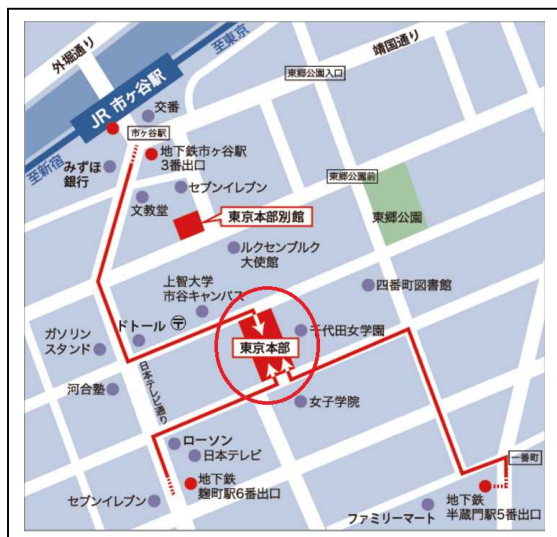 外堀通り
至東京
靖国通り
JR 市ヶ谷駅
東郷公園入口
交番
市ヶ谷駅
至新宿
みずほ
銀行
地下鉄市ヶ谷駅
3番出口
セブンイレブン
東郷公園前
文教堂
東京本部別館
東郷公園
ルクセンブルク
大使館
上智大学
市谷キャンパス
四番町図書館
ガソリン
スタンド
ドトール
〒
千代田女学園
東京本部
日本テレビ通り
河合塾
女子学院
ローソン
日本テレビ
一番町
地下鉄
麹町駅6番出口
セブンイレブン
地下鉄
半蔵門駅5番出口
ファミリーマート